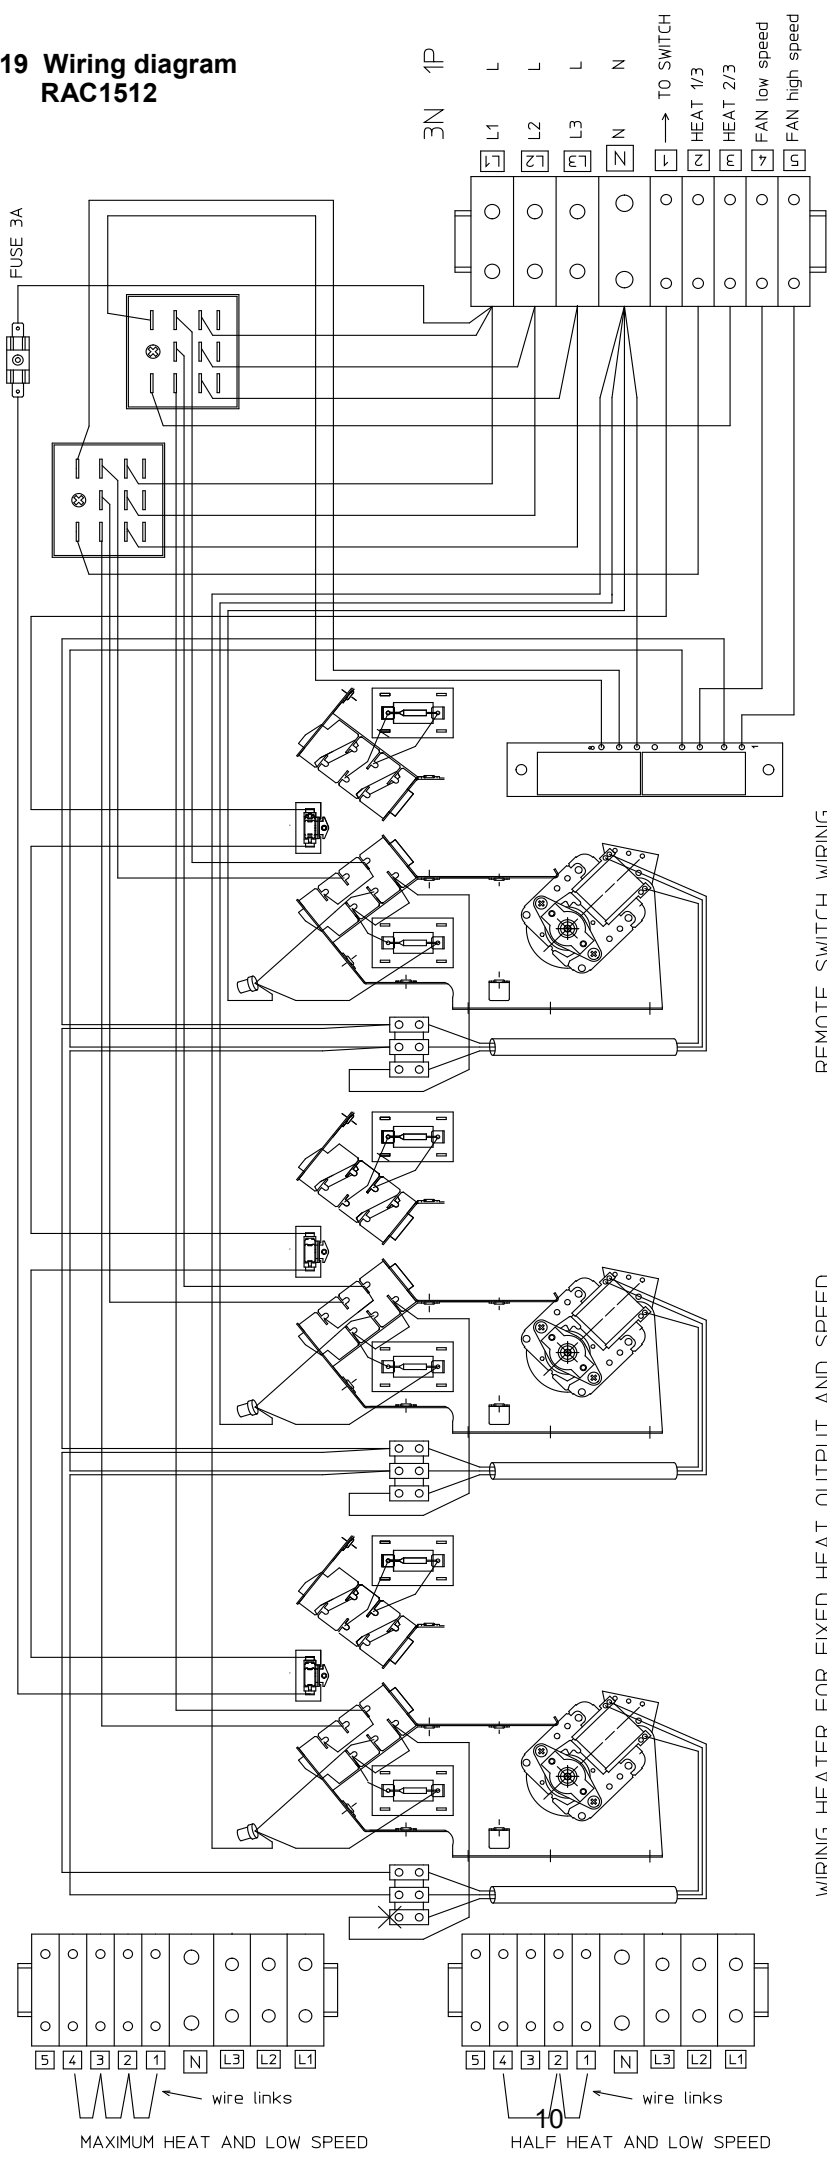 19 Wiring diagram
RAC1512
3N 1P
L1 L
L2 L
L3 L
N N
→ TO SWITCH
HEAT 1/3
HEAT 2/3
FAN low speed
FAN high speed
L1 L2 L3 N 1 2 3 4 5
FUSE 3A
8 1
REMOTE SWITCH WIRING
WIRING HEATER FOR FIXED HEAT OUTPUT AND SPEED
5 4 3 2 1 N L3 L2 L1
wire links
MAXIMUM HEAT AND LOW SPEED
5 4 3 2 1 N L3 L2 L1
wire links
HALF HEAT AND LOW SPEED
10